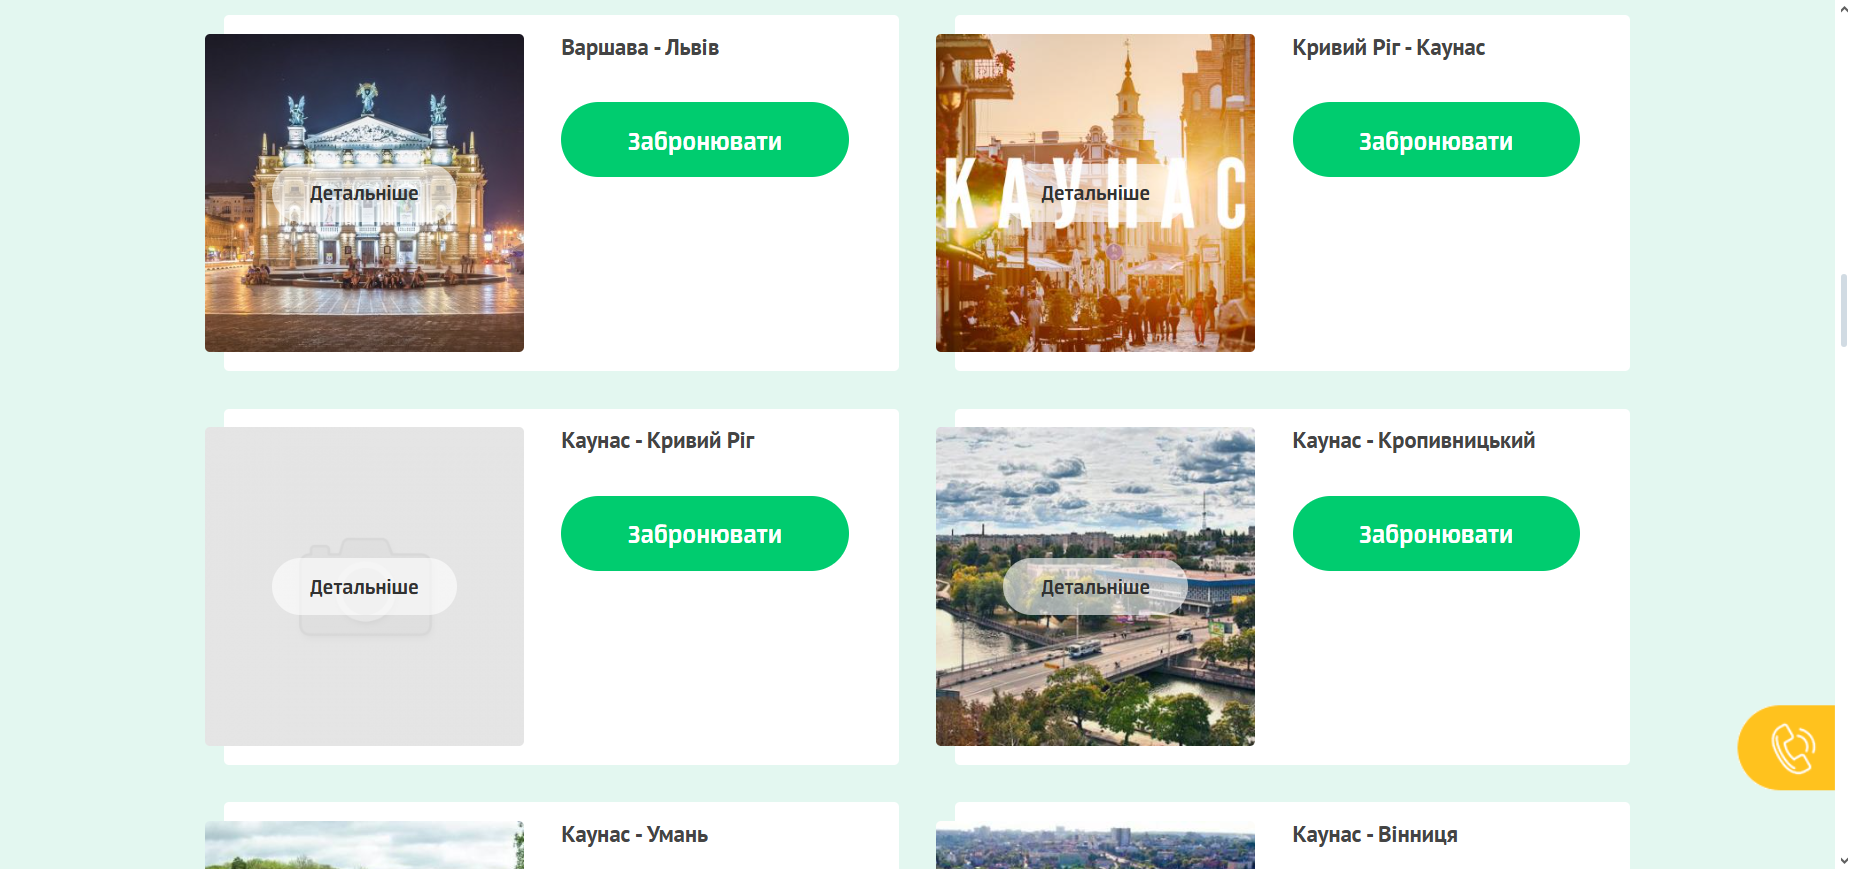 Варшава - Львів
Забронювати
Детальніше
Кривий Ріг - Каунас
Забронювати
КАУНАС
Детальніше
Каунас - Кривий Ріг
Забронювати
Детальніше
Каунас - Кропивницький
Забронювати
Детальніше
Каунас - Умань
Каунас - Вінниця